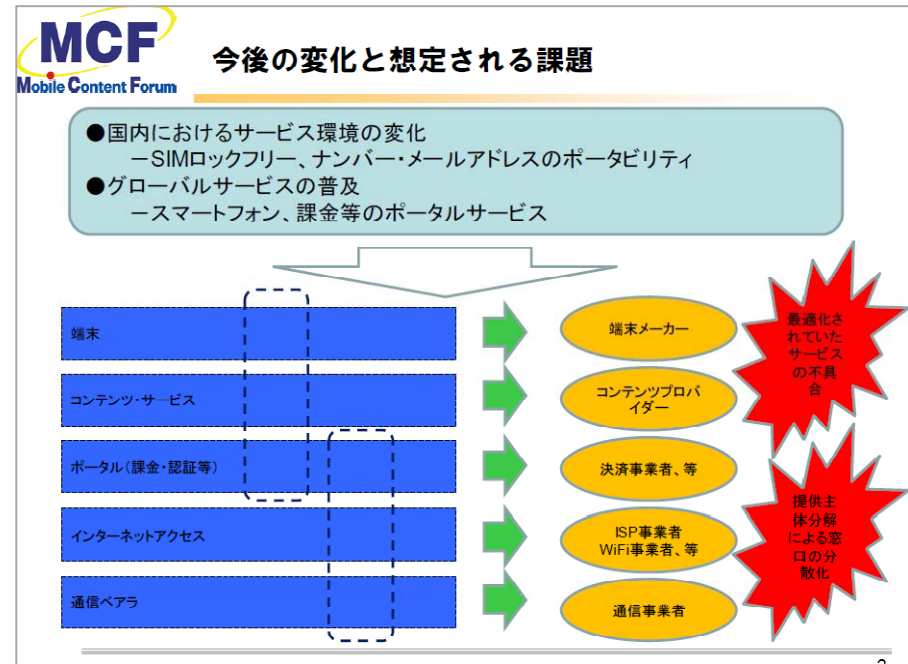 MCF
Mobile Content Forum
今後の変化と想定される課題
●国内におけるサービス環境の変化
－SIMロックフリー、ナンバー・メールアドレスのポータビリティ
●グローバルサービスの普及
－スマートフォン、課金等のポータルサービス
端末
端末メーカー
最適化さ
れていた
サービス
の不具
合
コンテンツ・サービス
コンテンツプロバ
イダー
ポータル（課金・認証等）
決済事業者、等
インターネットアクセス
ISP事業者
WiFi事業者、等
提供主
体分解
による窓
口の分
散化
通信ベアラ
通信事業者